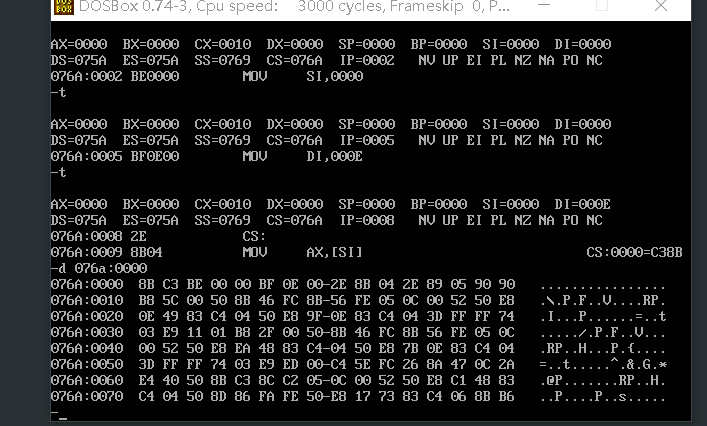 DOSBox 0.74-3, Cpu speed: 3000 cycles, Frameskip 0, P...
AX=0000 BX=0000 CX=0010 DX=0000 SP=0000 BP=0000 SI=0000 DI=0000
DS=075A ES=075A SS=0769 CS=076A IP=0002 NV UP EI PL NZ NA PO NC
076A:0002 BE0000 MOV SI,0000
-t
AX=0000 BX=0000 CX=0010 DX=0000 SP=0000 BP=0000 SI=0000 DI=0000
DS=075A ES=075A SS=0769 CS=076A IP=0005 NV UP EI PL NZ NA PO NC
076A:0005 BF0E00 MOV DI,000E
-t
AX=0000 BX=0000 CX=0010 DX=0000 SP=0000 BP=0000 SI=0000 DI=000E
DS=075A ES=075A SS=0769 CS=076A IP=0008 NV UP EI PL NZ NA PO NC
076A:0008 2E CS:
076A:0009 8B04 MOV AX,[SI] CS:0000=C38B
-d 076a:0000
076A:0000 8B C3 BE 00 00 BF 0E 00-2E 8B 04 2E 89 05 90 90 ................
076A:0010 B8 5C 00 50 8B 46 FC 8B-56 FE 05 0C 00 52 50 E8 .\.P.F..V....RP.
076A:0020 0E 49 83 C4 04 50 E8 9F-0E 83 C4 04 3D FF FF 74 .I...P......=..t
076A:0030 03 E9 11 01 B8 2F 00 50-8B 46 FC 8B 56 FE 05 0C ...../.P.F..V...
076A:0040 00 52 50 E8 EA 48 83 C4-04 50 E8 7B 0E 83 C4 04 .RP..H...P.{....
076A:0050 3D FF FF 74 03 E9 ED 00-C4 5E FC 26 8A 47 0C 2A =..t.....^.&.G.*
076A:0060 E4 40 50 8B C3 8C C2 05-0C 00 52 50 E8 C1 48 83 .@P.......RP..H.
076A:0070 C4 04 50 8D 86 FA FE 50-E8 17 73 83 C4 06 8B B6 ..P....P..s.....
-_